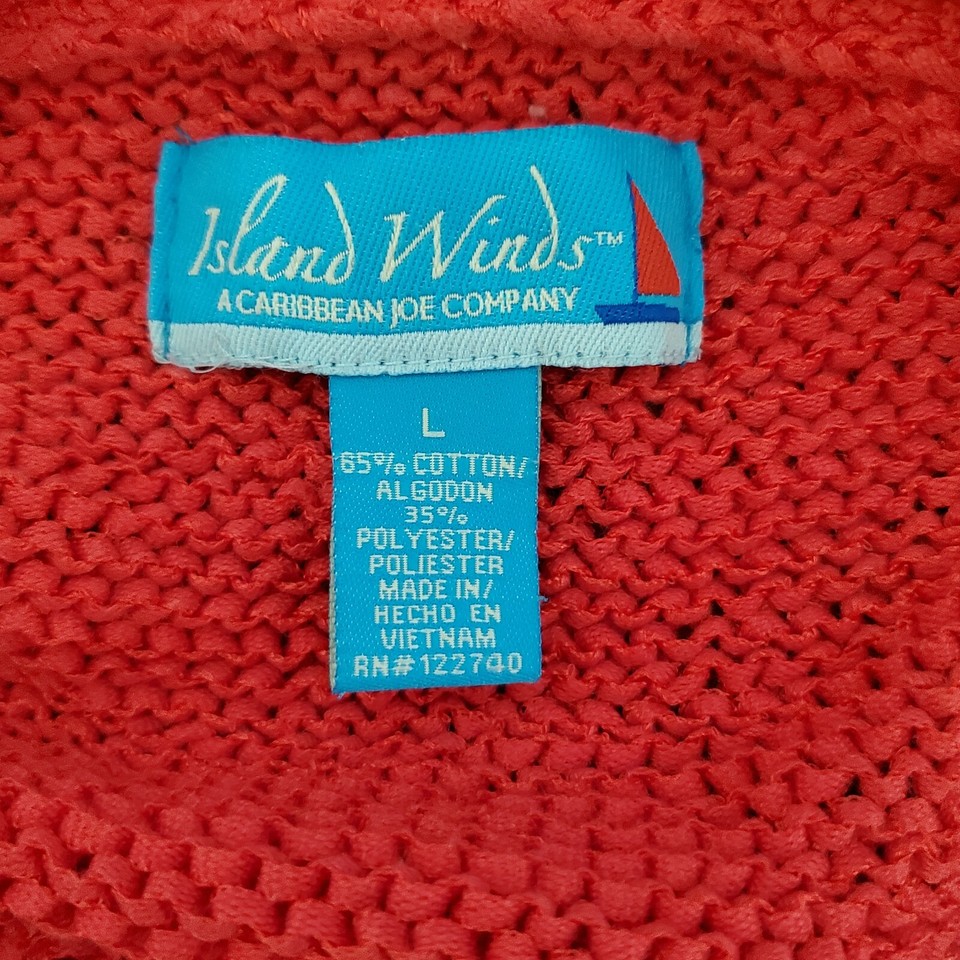 Island Winds™
A CARIBBEAN JOE COMPANY
L
65% COTTON/
ALGODON
35%
POLYESTER/
POLIESTER
MADE IN/
HECHO EN
VIETNAM
RN#122740